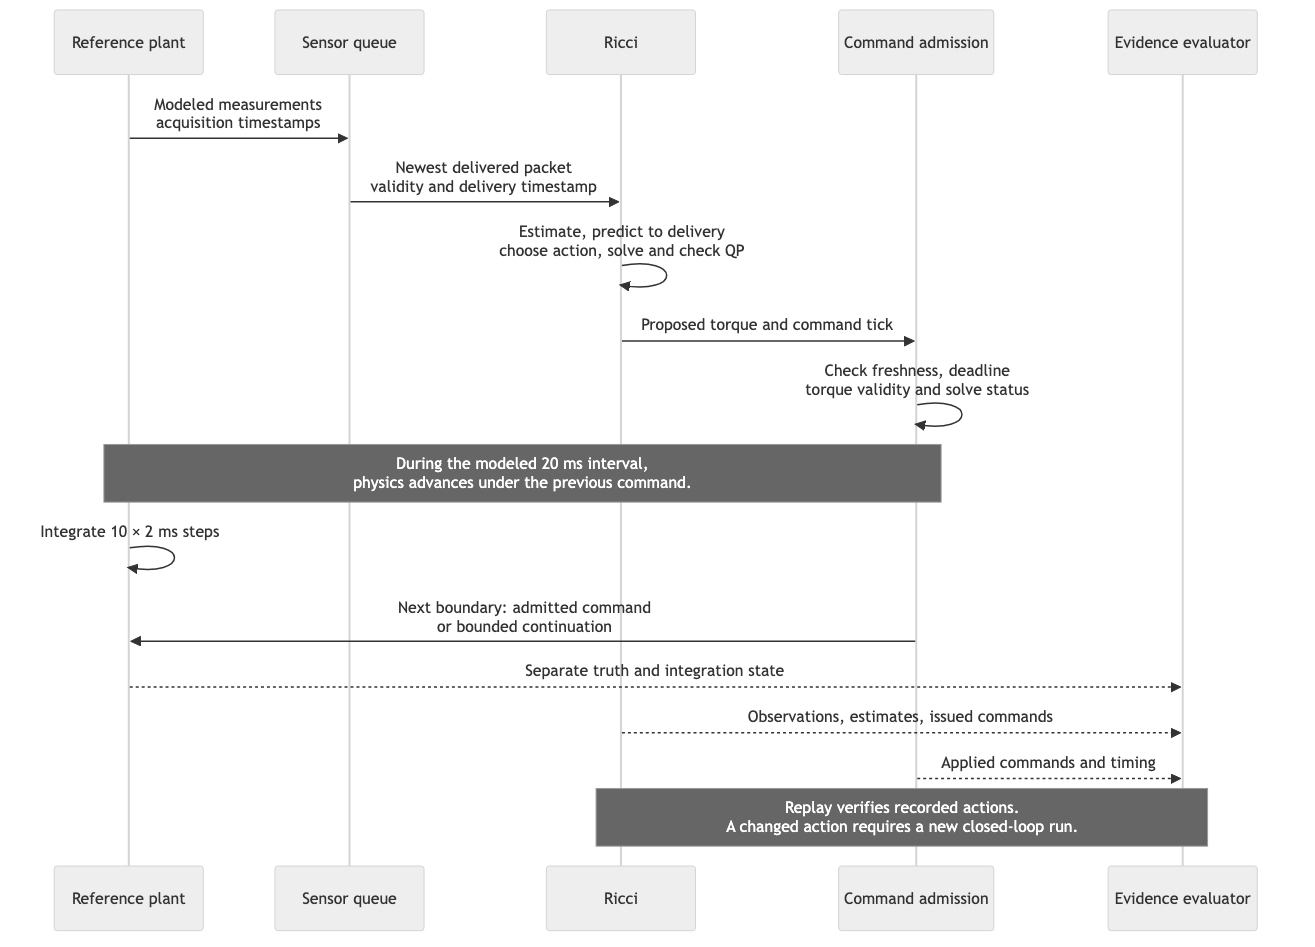 Reference plant
Sensor queue
Ricci
Command admission
Evidence evaluator
Modeled measurements
acquisition timestamps
Newest delivered packet
validity and delivery timestamp
Estimate, predict to delivery
choose action, solve and check QP
Proposed torque and command tick
Check freshness, deadline
torque validity and solve status
During the modeled 20 ms interval,
physics advances under the previous command.
Integrate 10 × 2 ms steps
Next boundary: admitted command
or bounded continuation
Separate truth and integration state
Observations, estimates, issued commands
Applied commands and timing
Replay verifies recorded actions.
A changed action requires a new closed-loop run.
Reference plant
Sensor queue
Ricci
Command admission
Evidence evaluator